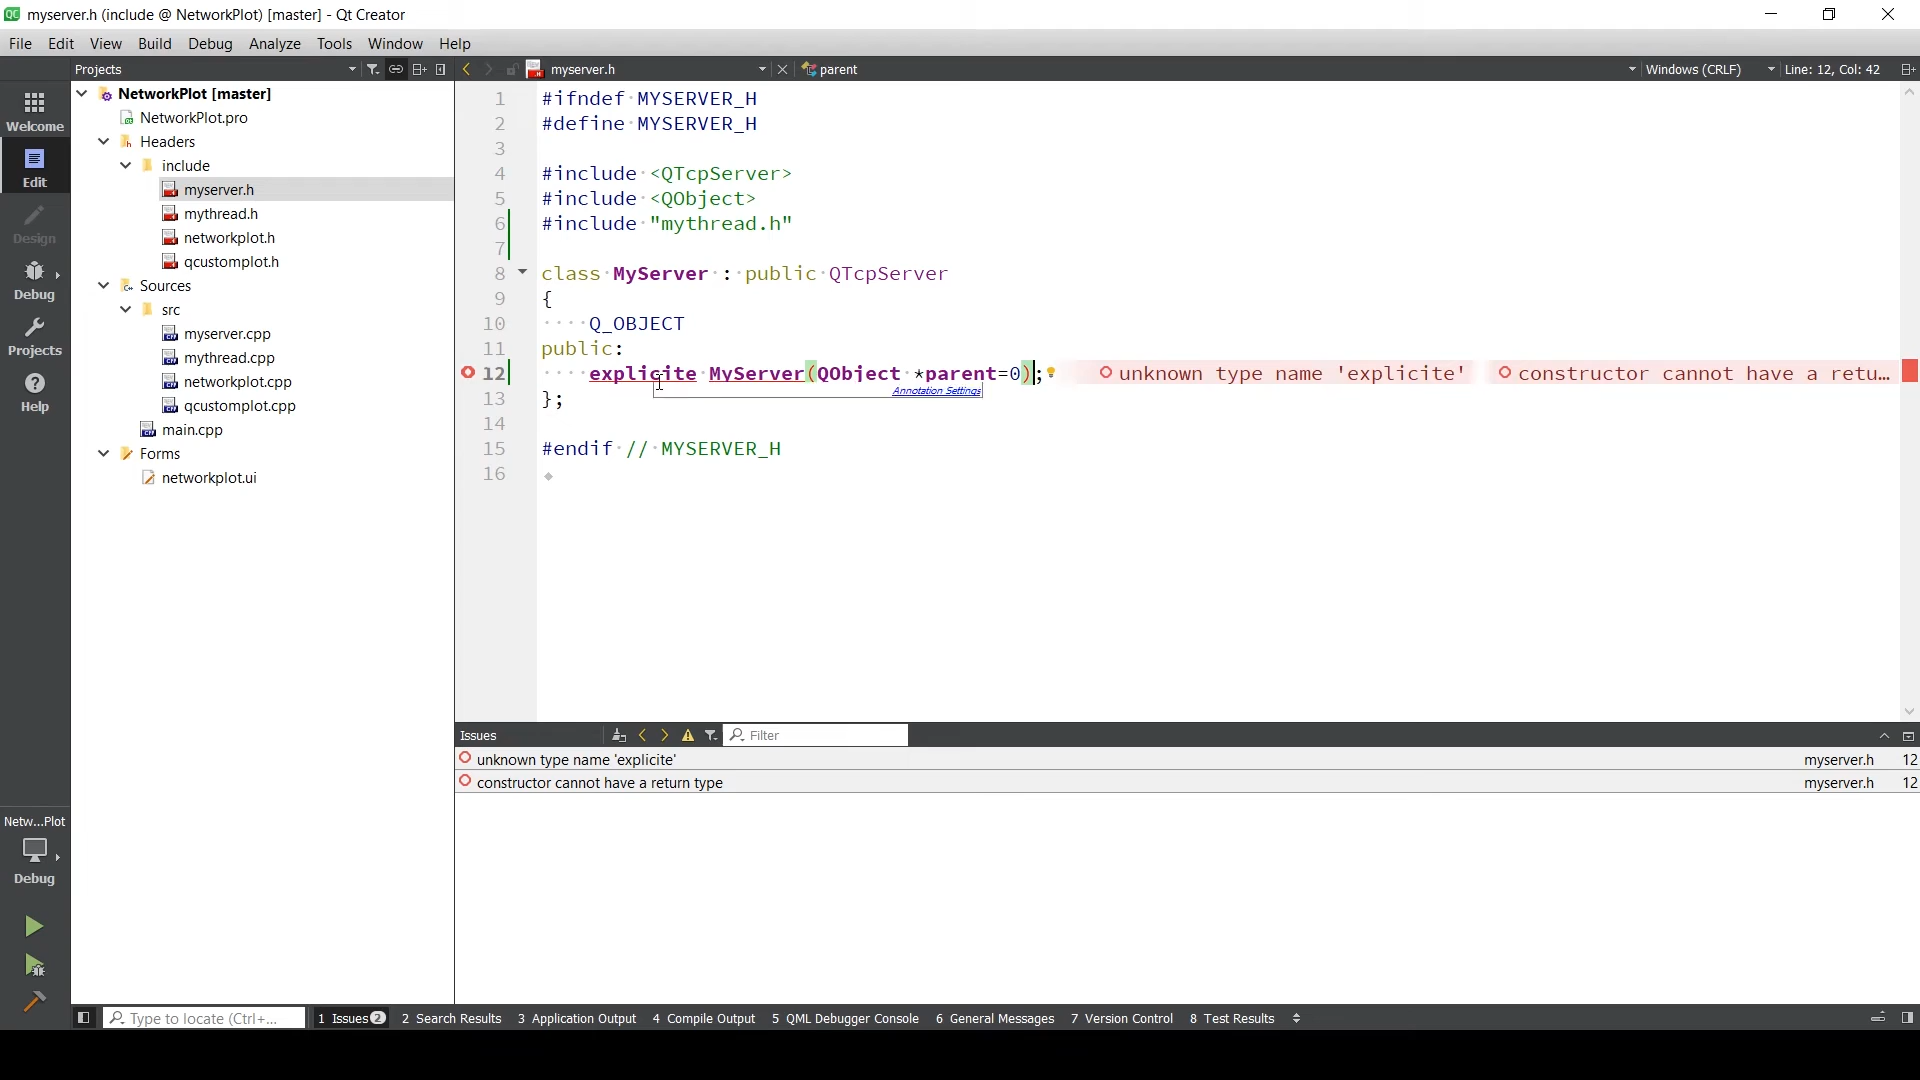 myserver.h (include @ NetworkPlot) [master] - Qt Creator
File Edit View Build Debug Analyze Tools Window Help
Projects
myserver.h
parent
Windows (CRLF)
Line: 12, Col: 42
Welcome
Edit
Design
Debug
Projects
Help
NetworkPlot [master]
NetworkPlot.pro
Headers
include
myserver.h
mythread.h
networkplot.h
qcustomplot.h
Sources
src
myserver.cpp
mythread.cpp
networkplot.cpp
qcustomplot.cpp
main.cpp
Forms
networkplot.ui
1 #ifndef MYSERVER_H
2 #define MYSERVER_H
3
4 #include <QTcpServer>
5 #include <QObject>
6 #include "mythread.h"
7
8 class MyServer : public QTcpServer
9 {
10 Q_OBJECT
11 public:
12 explicite MyServer(QObject *parent=0); unknown type name 'explicite' constructor cannot have a retu...
Annotation Settings
13 };
14
15 #endif // MYSERVER_H
16
Issues
Filter
unknown type name 'explicite' myserver.h 12
constructor cannot have a return type myserver.h 12
Netw...Plot
Debug
Type to locate (Ctrl+...
1 Issues 2
2 Search Results
3 Application Output
4 Compile Output
5 QML Debugger Console
6 General Messages
7 Version Control
8 Test Results